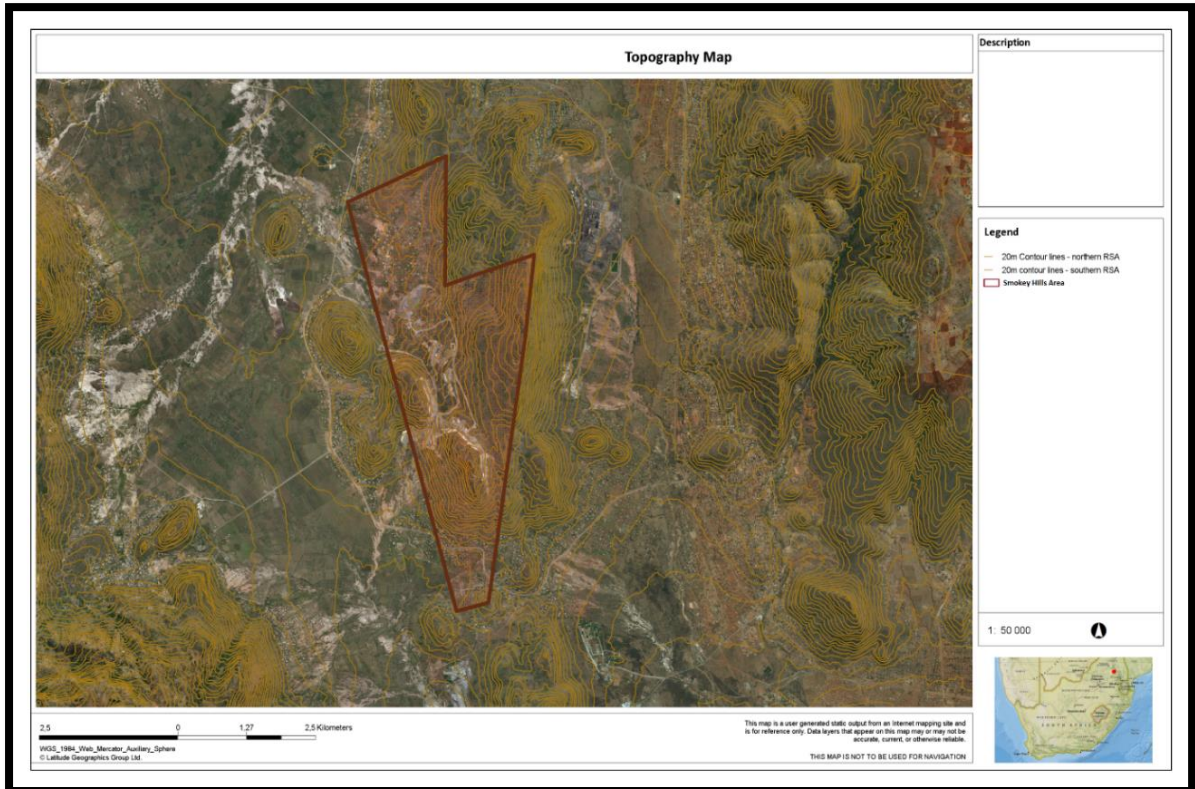 Topography Map
Description
Legend
20m Contour lines - northern RSA
20m contour lines - southern RSA
Smokey Hills Area
1: 50 000
2,5 0 1,27 2,5 Kilometers
WGS_1984_Web_Mercator_Auxiliary_Sphere
© Latitude Geographics Group Ltd.
This map is a user generated static output from an Internet mapping site and
is for reference only. Data layers that appear on this map may or may not be
accurate, current, or otherwise reliable.
THIS MAP IS NOT TO BE USED FOR NAVIGATION
SOUTH AFRICA